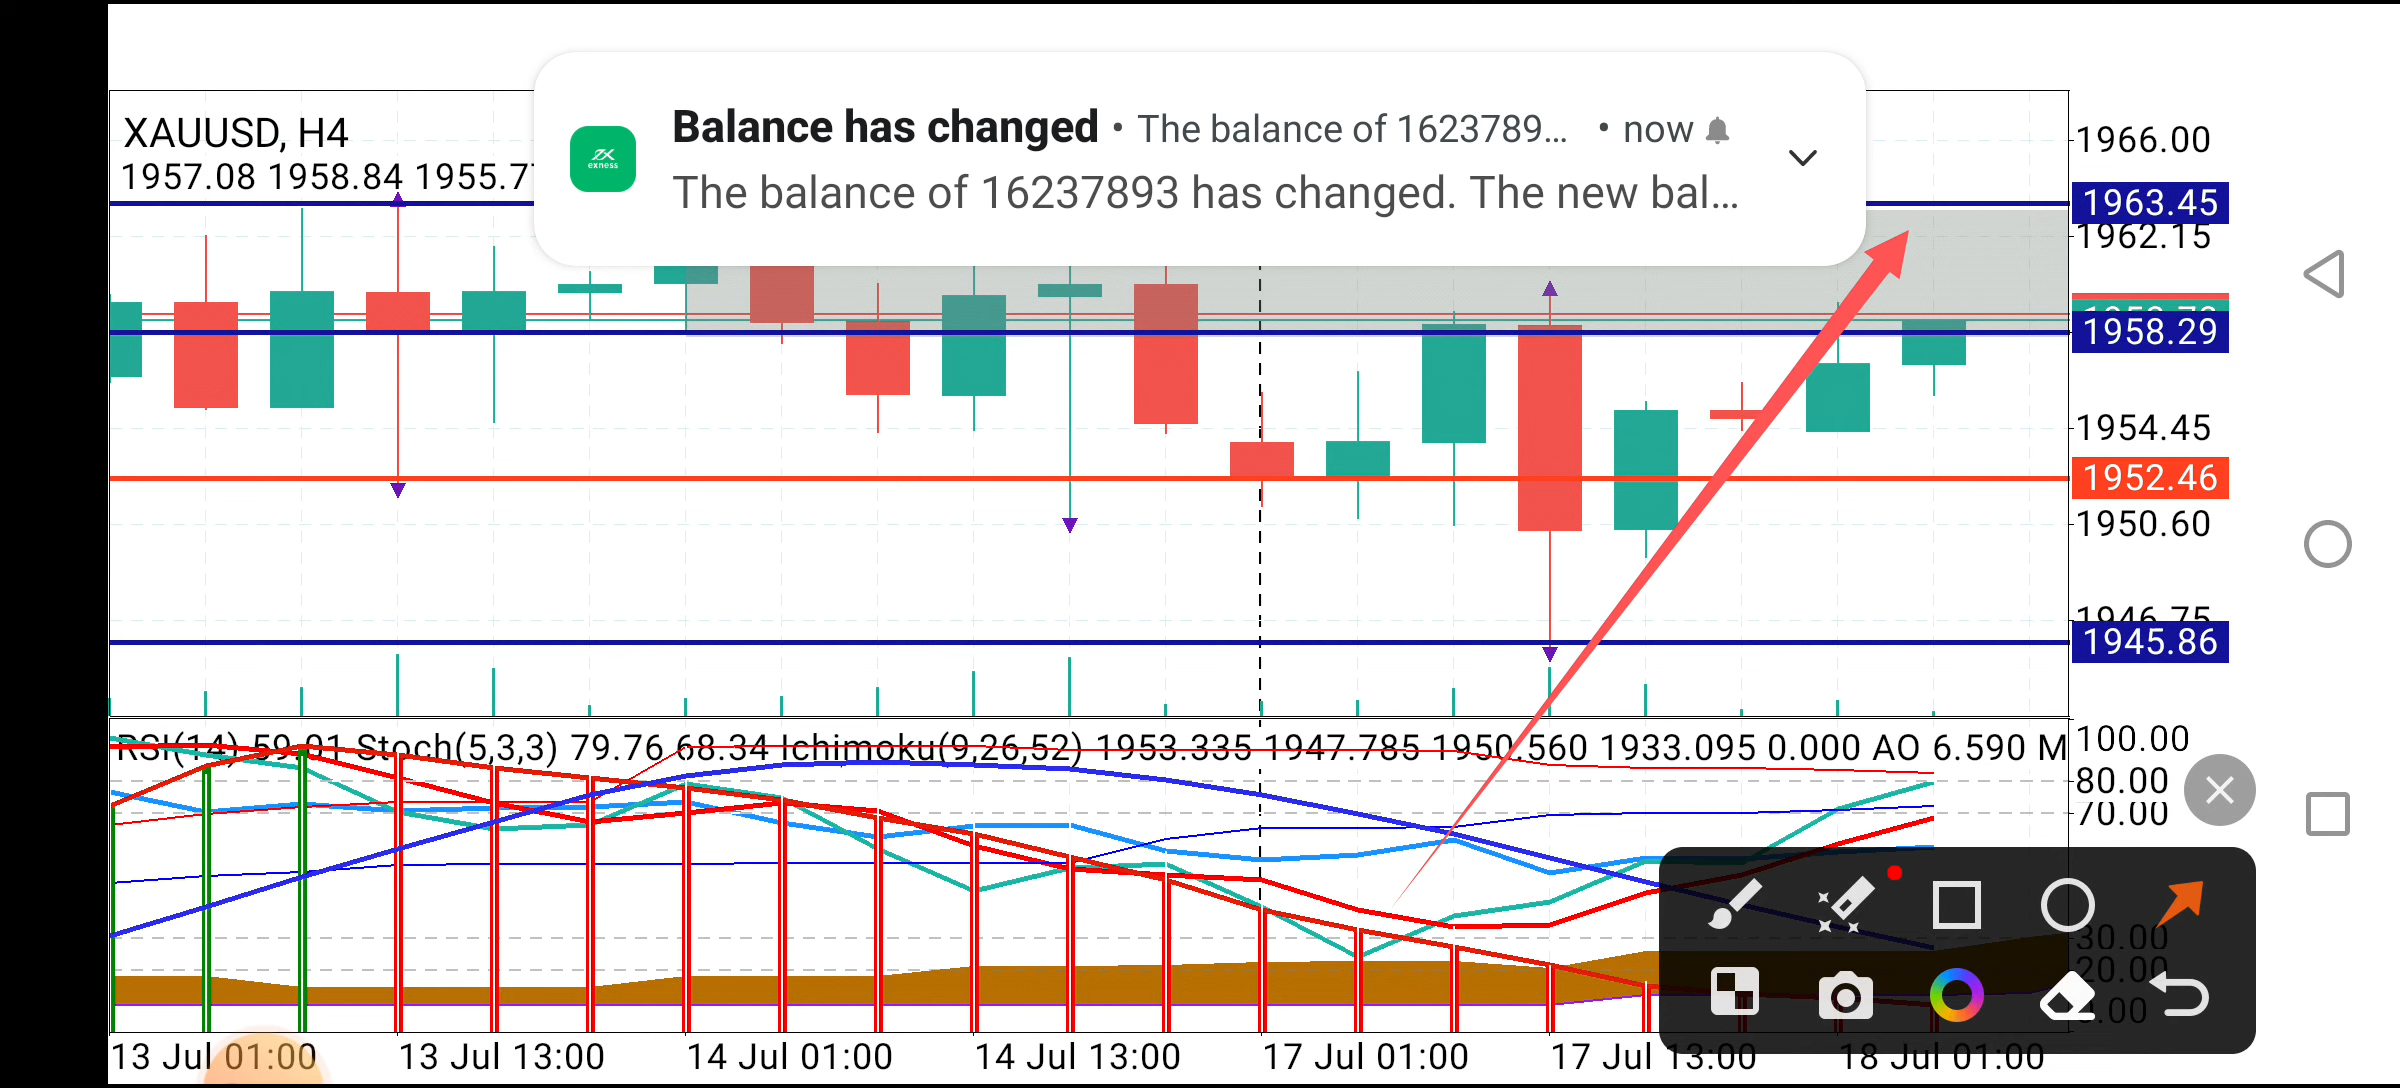 Balance has changed • The balance of 1623789... • now
The balance of 16237893 has changed. The new bal...
exness
XAUUSD, H4
1957.08 1958.84 1955.7
1966.00
1963.45
1962.15
1958.29
1954.45
1952.46
1950.60
1946.75
1945.86
RSI(14) 59.01 Stoch(5,3,3) 79.76 68.34 Ichimoku(9,26,52) 1953.335 1947.785 1950.560 1933.095 0.000 AO 6.590 M
100.00
80.00
70.00
30.00
20.00
0.00
13 Jul 01:00 13 Jul 13:00 14 Jul 01:00 14 Jul 13:00 17 Jul 01:00 17 Jul 13:00 18 Jul 01:00